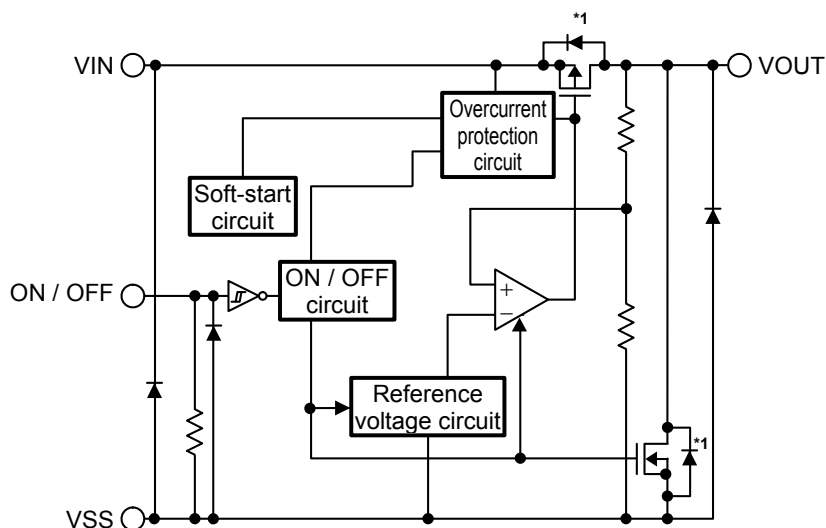 *1
VIN
VOUT
Overcurrent
protection
circuit
Soft-start
circuit
ON / OFF
ON / OFF
circuit
+
−
Reference
voltage circuit
*1
VSS